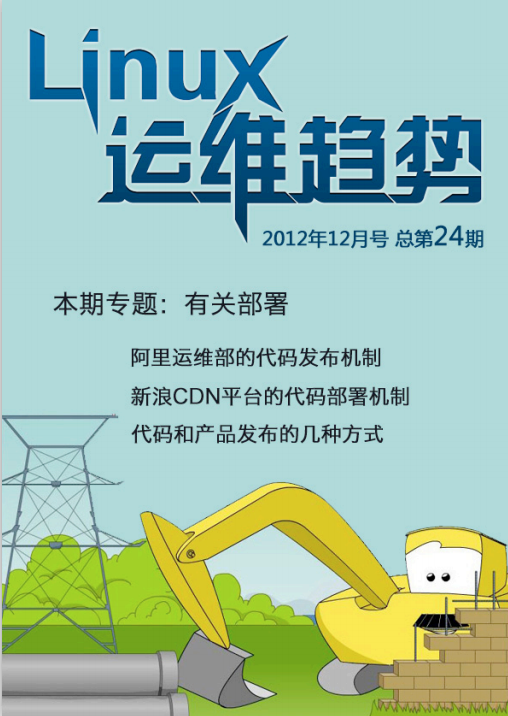 Linux
运维趋势
2012年12月号 总第24期
本期专题：有关部署
阿里运维部的代码发布机制
新浪CDN平台的代码部署机制
代码和产品发布的几种方式